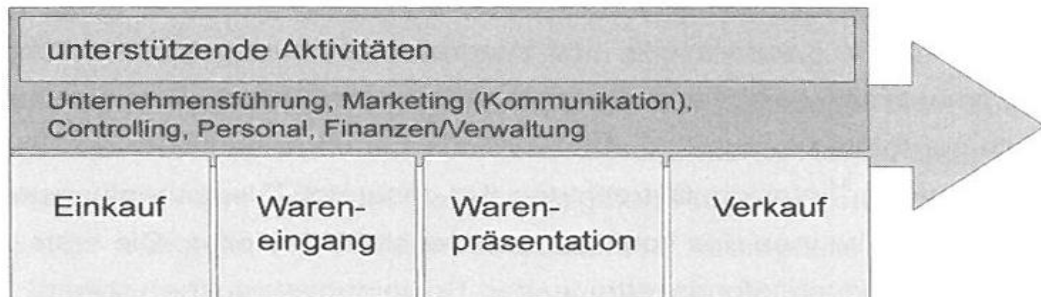 unterstützende Aktivitäten
Unternehmensführung, Marketing (Kommunikation),
Controlling, Personal, Finanzen/Verwaltung
Einkauf
Waren-
eingang
Waren-
präsentation
Verkauf